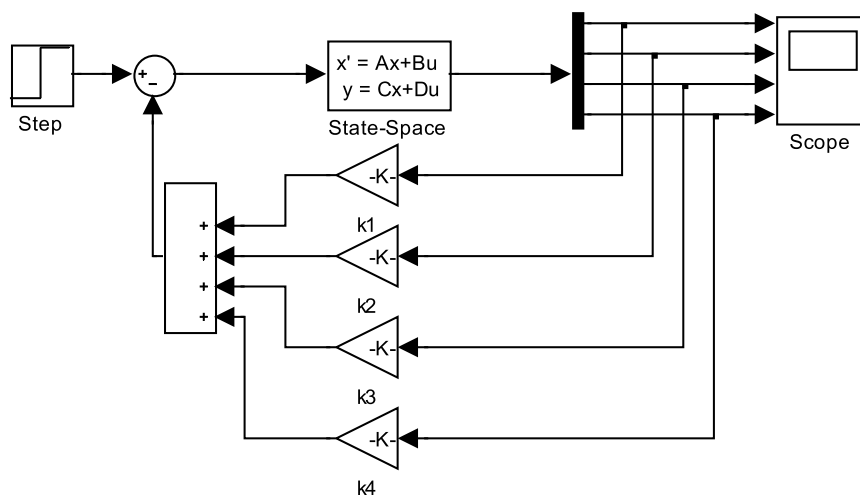 x' = Ax+Bu
y = Cx+Du
Step
State-Space
Scope
+
−
-K-
k1
-K-
k2
-K-
k3
-K-
k4
+
+
+
+